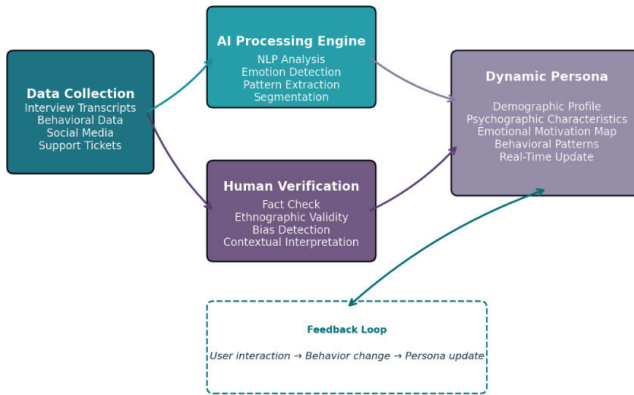 Data Collection
Interview Transcripts
Behavioral Data
Social Media
Support Tickets
AI Processing Engine
NLP Analysis
Emotion Detection
Pattern Extraction
Segmentation
Human Verification
Fact Check
Ethnographic Validity
Bias Detection
Contextual Interpretation
Dynamic Persona
Demographic Profile
Psychographic Characteristics
Emotional Motivation Map
Behavioral Patterns
Real-Time Update
Feedback Loop
User interaction → Behavior change → Persona update